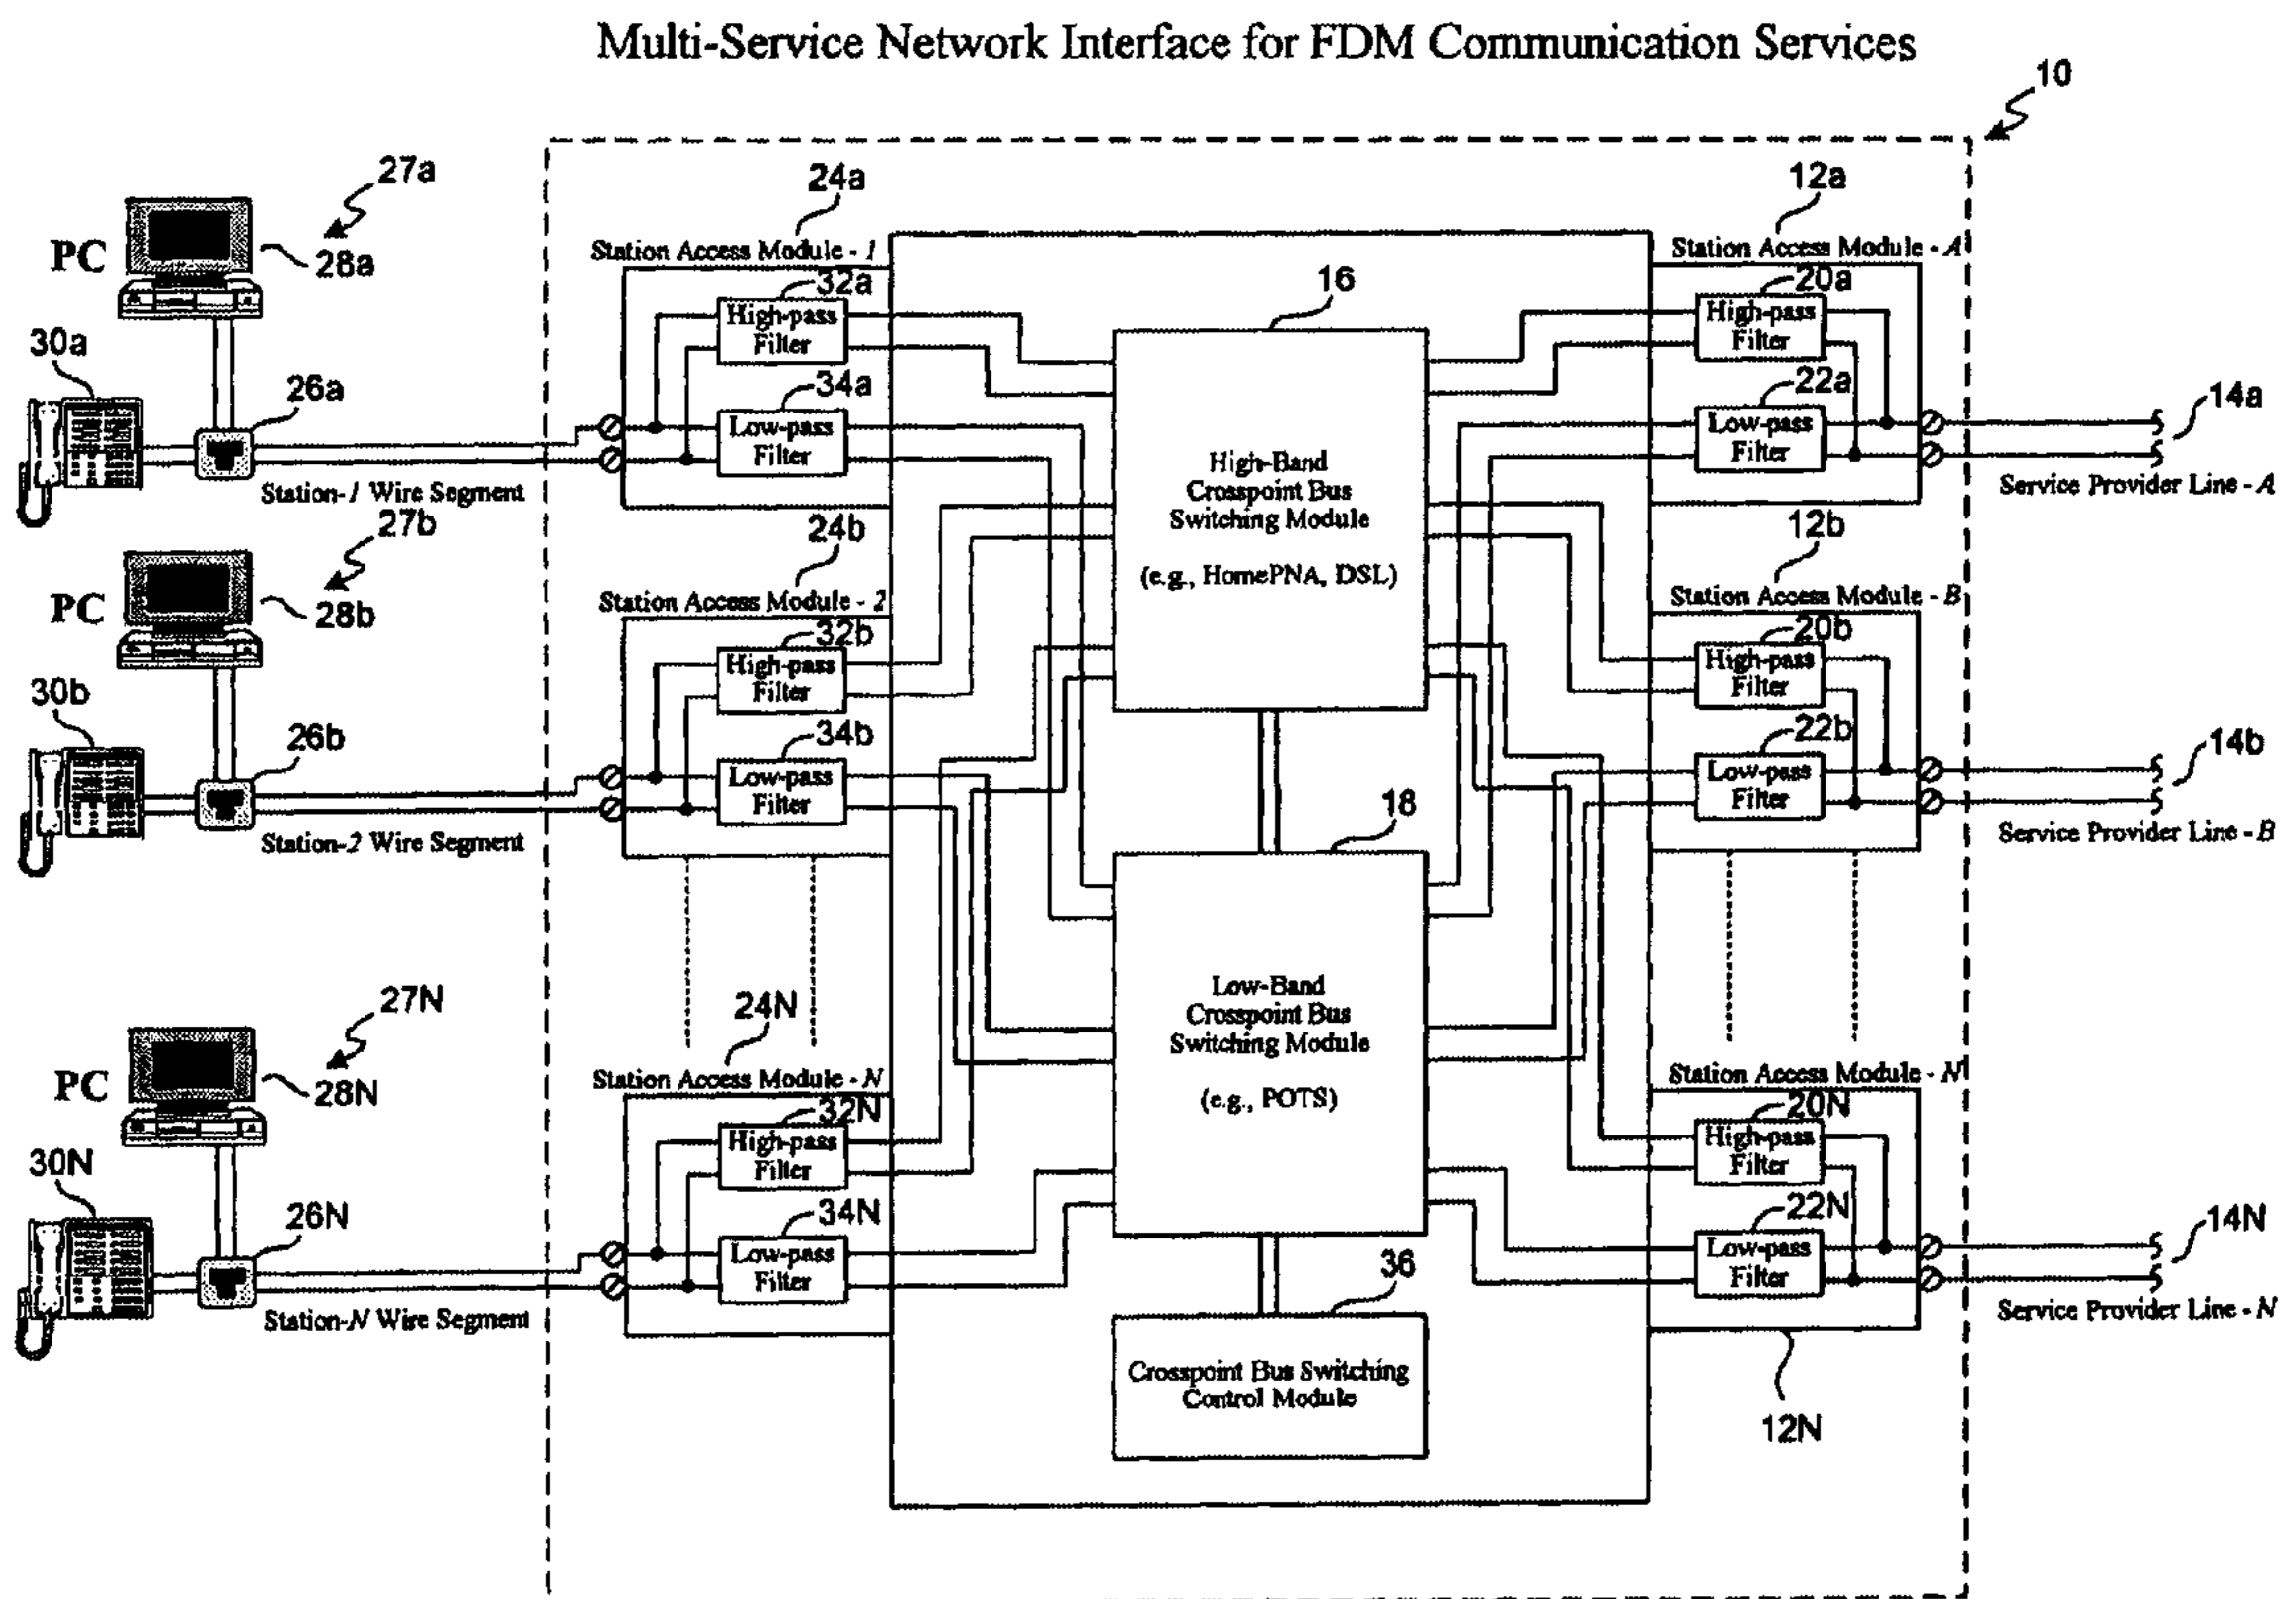 Multi-Service Network Interface for FDM Communication Services
10
27a
24a
12a
PC
28a
Station Access Module - 1
Station Access Module - A
32a
High-pass
Filter
16
20a
High-pass
Filter
30a
26a
34a
Low-pass
Filter
22a
Low-pass
Filter
14a
Station-1 Wire Segment
High-Band
Crosspoint Bus
Switching Module
(e.g., HomePNA, DSL)
Service Provider Line - A
27b
24b
12b
PC
28b
Station Access Module - 2
Station Access Module - B
32b
High-pass
Filter
20b
High-pass
Filter
30b
26b
34b
Low-pass
Filter
22b
Low-pass
Filter
14b
Station-2 Wire Segment
18
Service Provider Line - B
27N
24N
Low-Band
Crosspoint Bus
Switching Module
(e.g., POTS)
PC
28N
Station Access Module - N
Station Access Module - N
32N
High-pass
Filter
20N
High-pass
Filter
30N
26N
34N
Low-pass
Filter
22N
Low-pass
Filter
14N
Station-N Wire Segment
36
Service Provider Line - N
Crosspoint Bus Switching
Control Module
12N